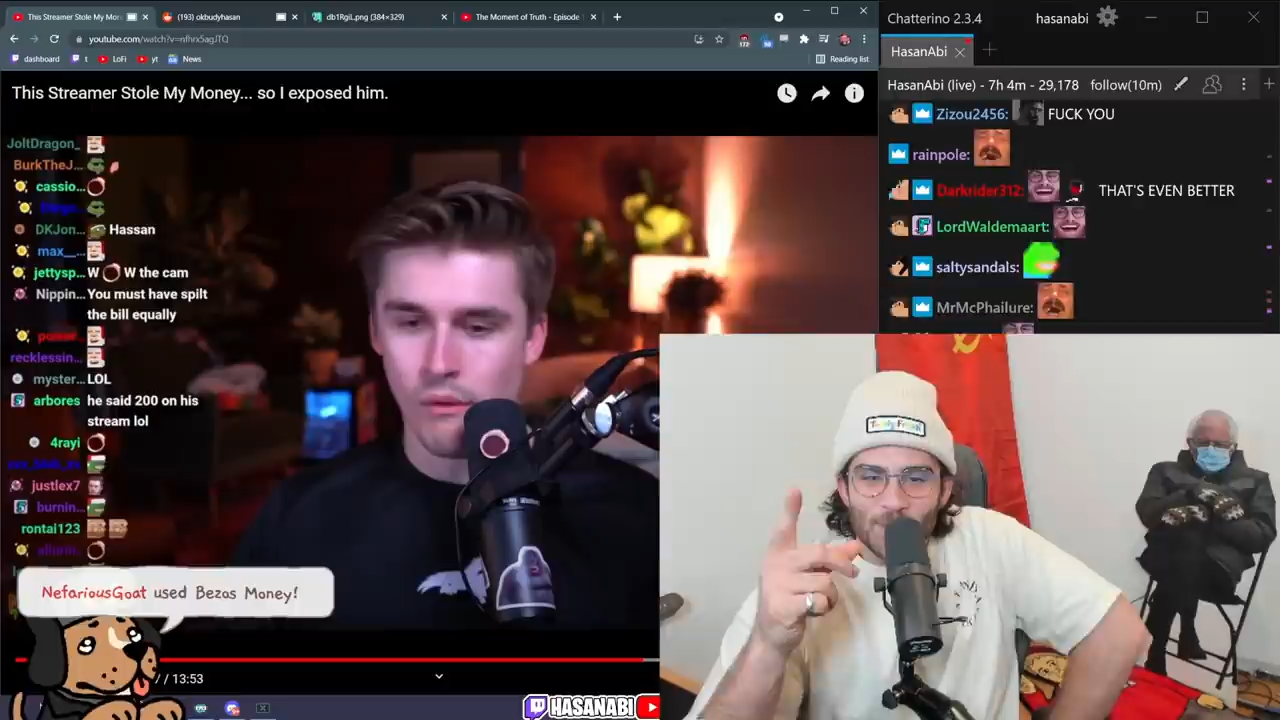 This Streamer Stole My Mon
(193) okbudyhasan
db1RgiL.png (384×329)
The Moment of Truth - Episode
youtube.com/watch?v=nfhrx5agJTQ
dashboard
t
LoFi
yt
News
Reading list
This Streamer Stole My Money... so I exposed him.
JoltDragon_
BurkTheJ...
cassio...
DKJon... Hassan
max__...
jettysp... W W the cam
Nippin... You must have spilt
the bill equally
power...
recklessin...
myster... LOL
arbores he said 200 on his
stream lol
4rayi
justlex7
burnin...
rontai123
NefariousGoat used Bezos Money!
/ 13:53
HASANABI
Chatterino 2.3.4
hasanabi
HasanAbi
HasanAbi (live) - 7h 4m - 29,178 follow(10m)
Zizou2456: FUCK YOU
rainpole:
Darkrider312: THAT'S EVEN BETTER
LordWaldemaart:
saltysandals:
MrMcPhailure: